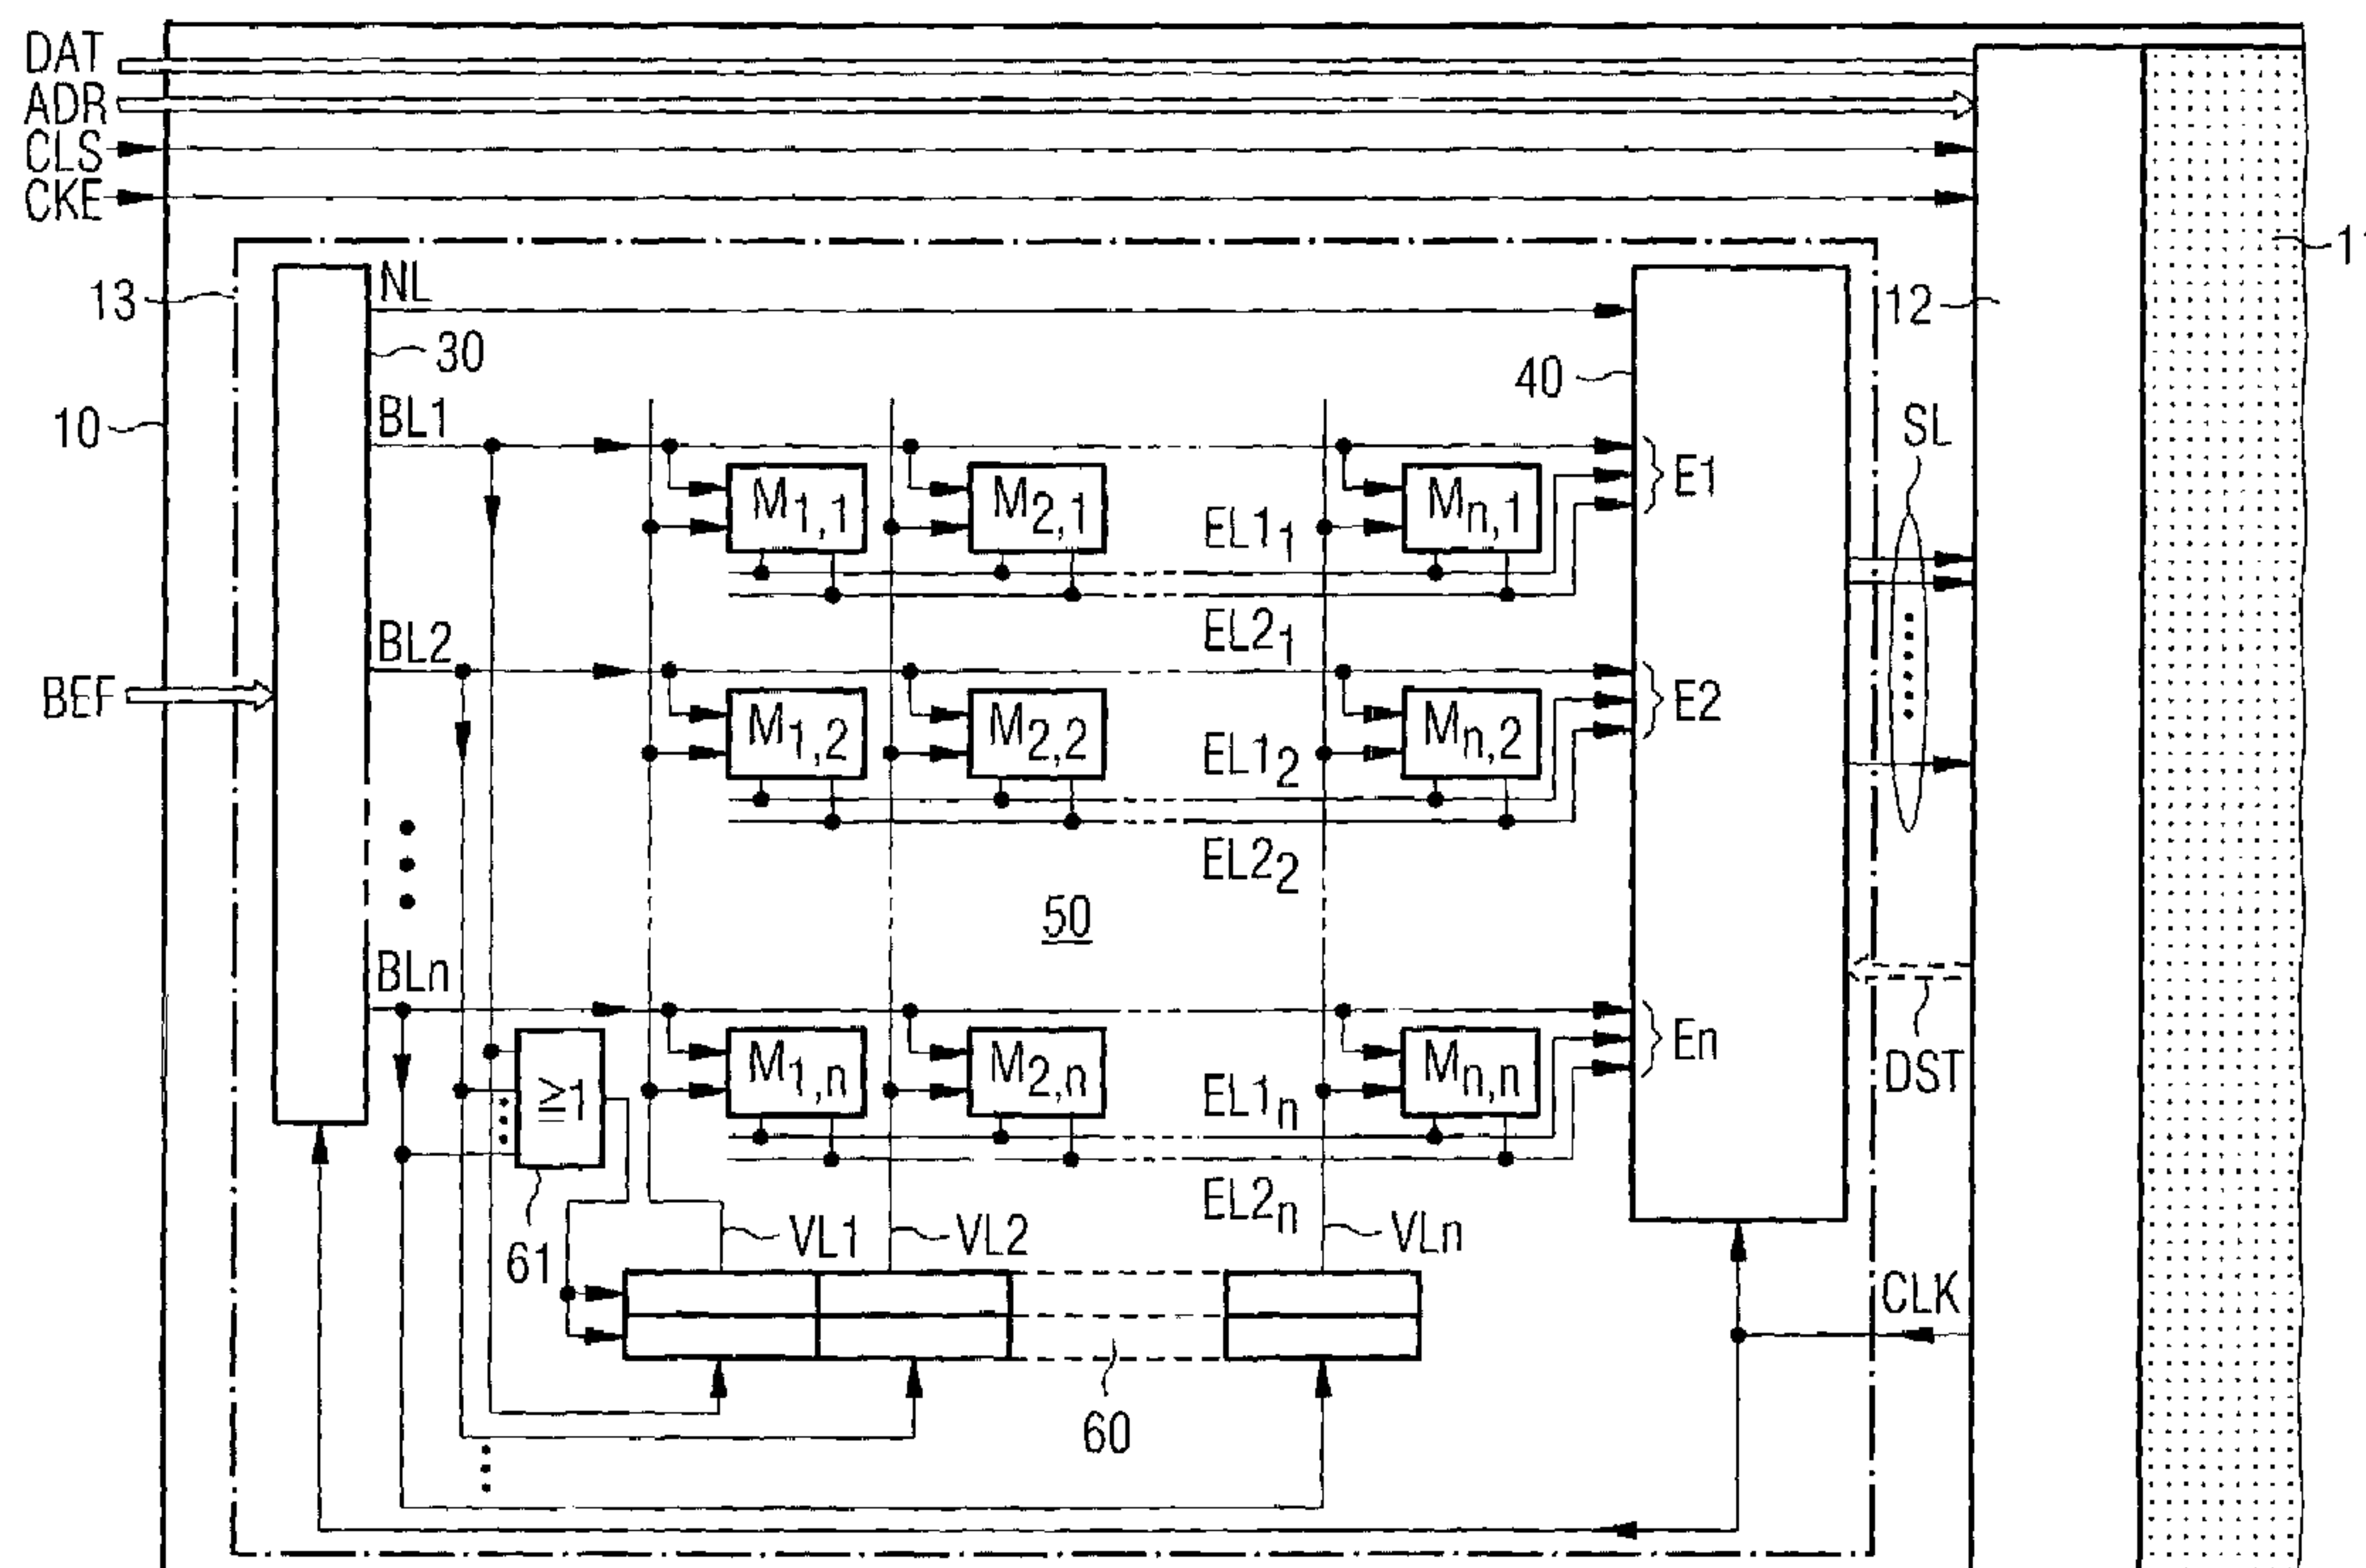 DAT
ADR
CLS
CKE
13
NL
30
12
40
10
BL1
SL
M1,1
M2,1
Mn,1
E1
EL11
EL21
BL2
BEF
M1,2
M2,2
Mn,2
E2
EL12
EL22
50
BLn
M1,n
M2,n
Mn,n
En
DST
≥1
EL1n
EL2n
61
VL1
VL2
VLn
CLK
60